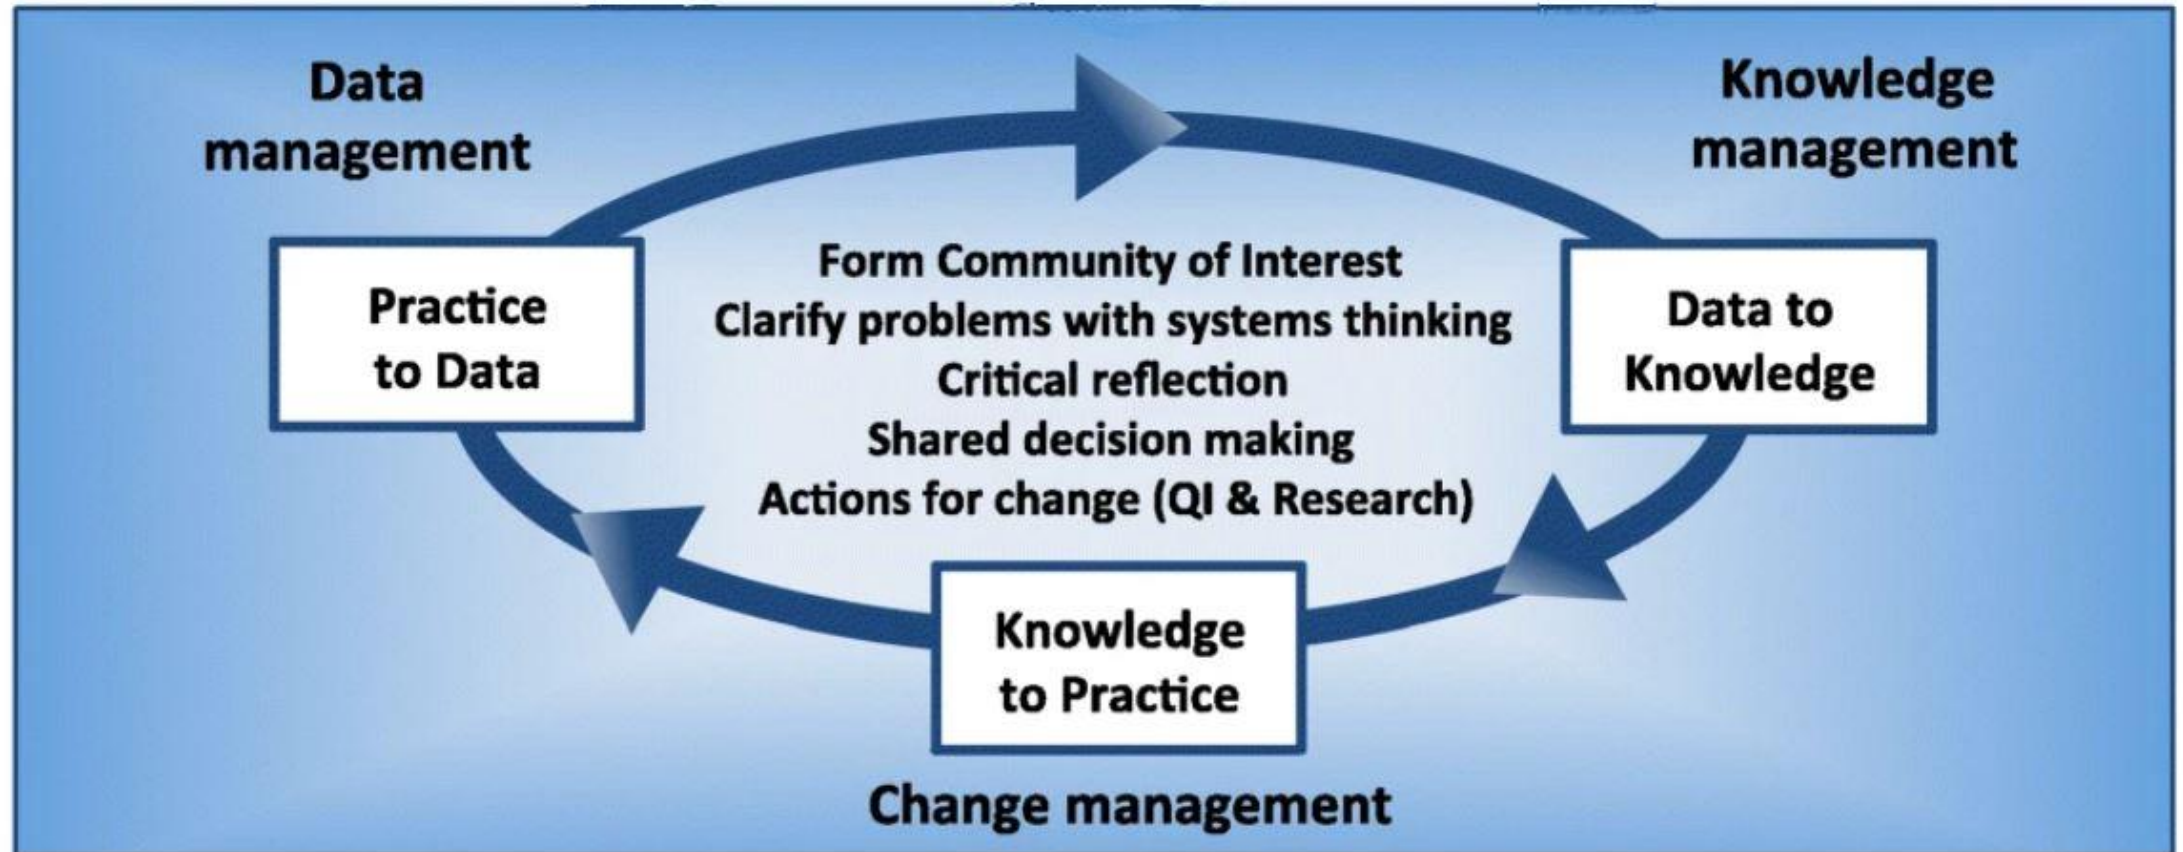 Data
management
Knowledge
management
Practice
to Data
Form Community of Interest
Clarify problems with systems thinking
Critical reflection
Shared decision making
Actions for change (QI & Research)
Data to
Knowledge
Knowledge
to Practice
Change management